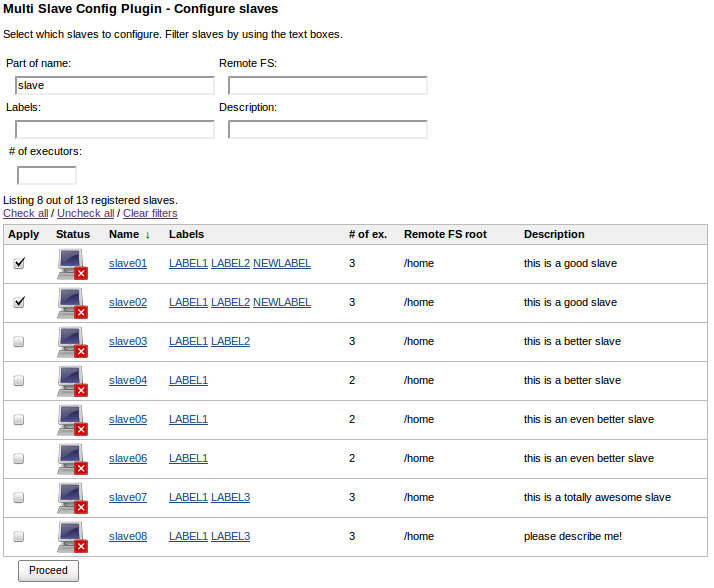 Multi Slave Config Plugin - Configure slaves
Select which slaves to configure. Filter slaves by using the text boxes.
Part of name: Remote FS:
slave
Labels: Description:
# of executors:
Listing 8 out of 13 registered slaves.
Check all / Uncheck all / Clear filters
Apply Status Name ↓ Labels # of ex. Remote FS root Description
slave01 LABEL1 LABEL2 NEWLABEL 3 /home this is a good slave
slave02 LABEL1 LABEL2 NEWLABEL 3 /home this is a good slave
slave03 LABEL1 LABEL2 3 /home this is a better slave
slave04 LABEL1 2 /home this is a better slave
slave05 LABEL1 2 /home this is an even better slave
slave06 LABEL1 2 /home this is an even better slave
slave07 LABEL1 LABEL3 3 /home this is a totally awesome slave
slave08 LABEL1 LABEL3 3 /home please describe me!
Proceed